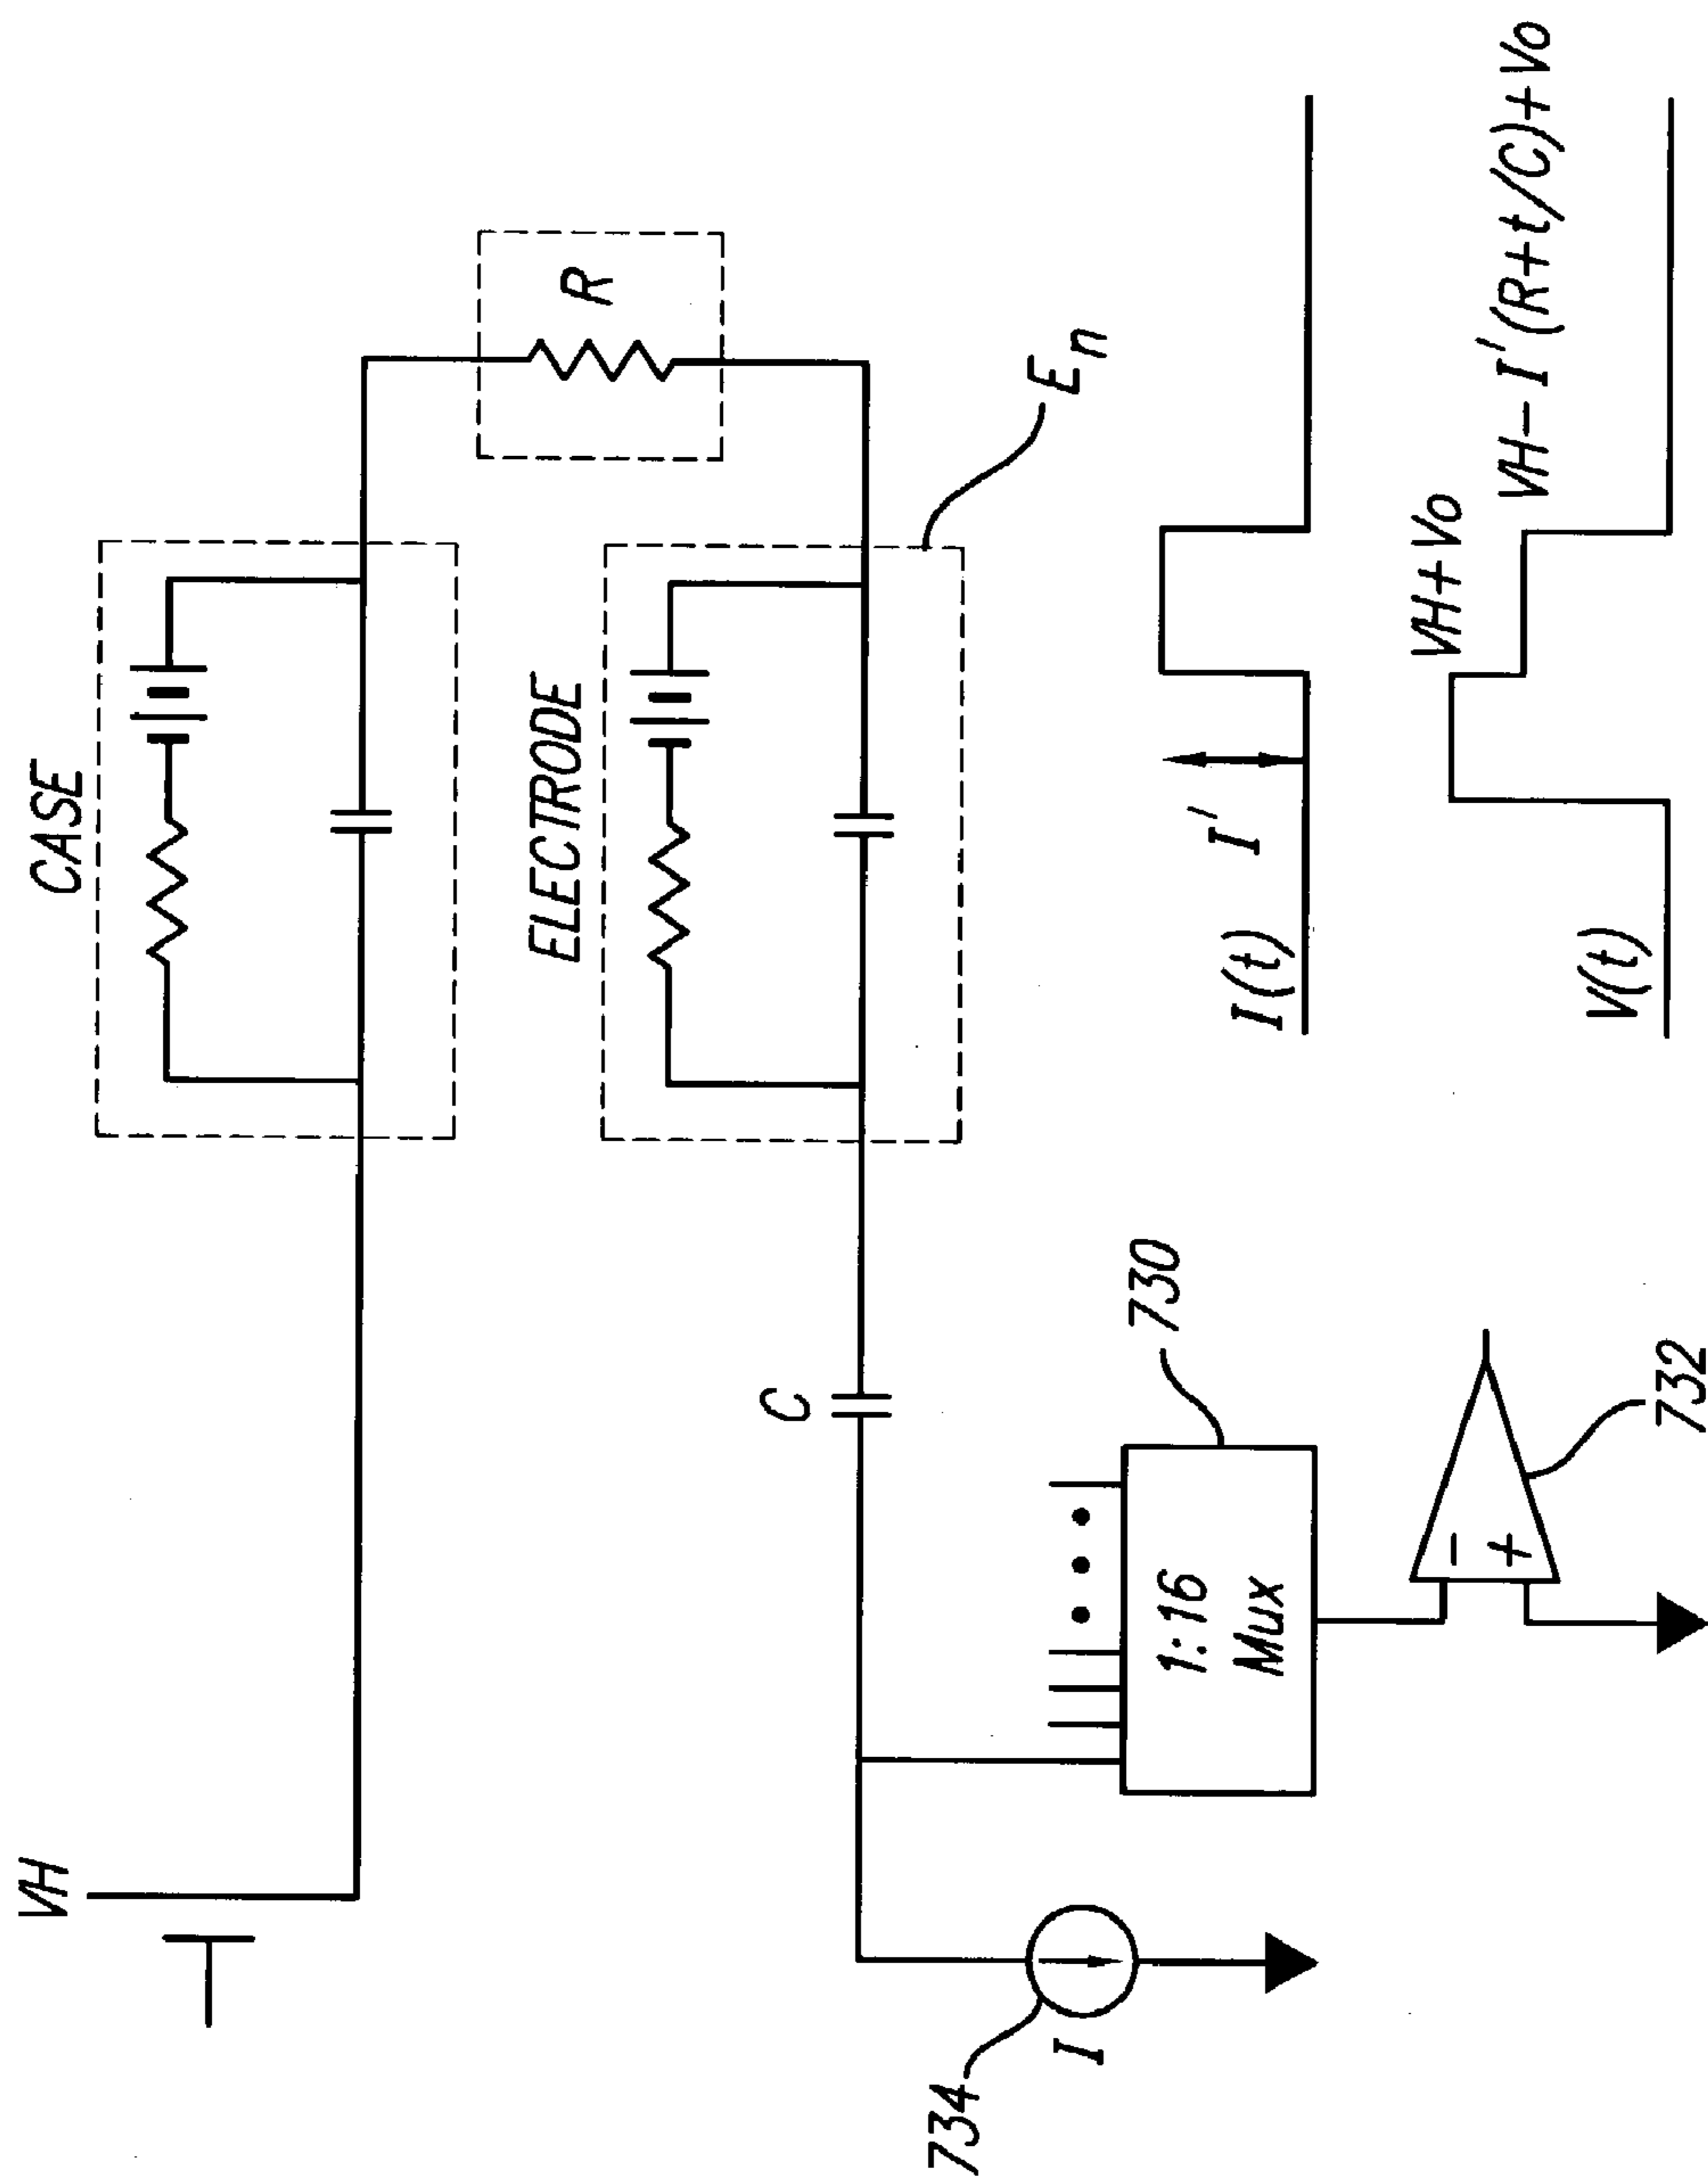 VH
CASE
R
ELECTRODE
En
C
734
I
730
1:16
Mux
−
+
732
I(t)
I'
VH+Vo
VH−I'(R+t/C)+Vo
V(t)